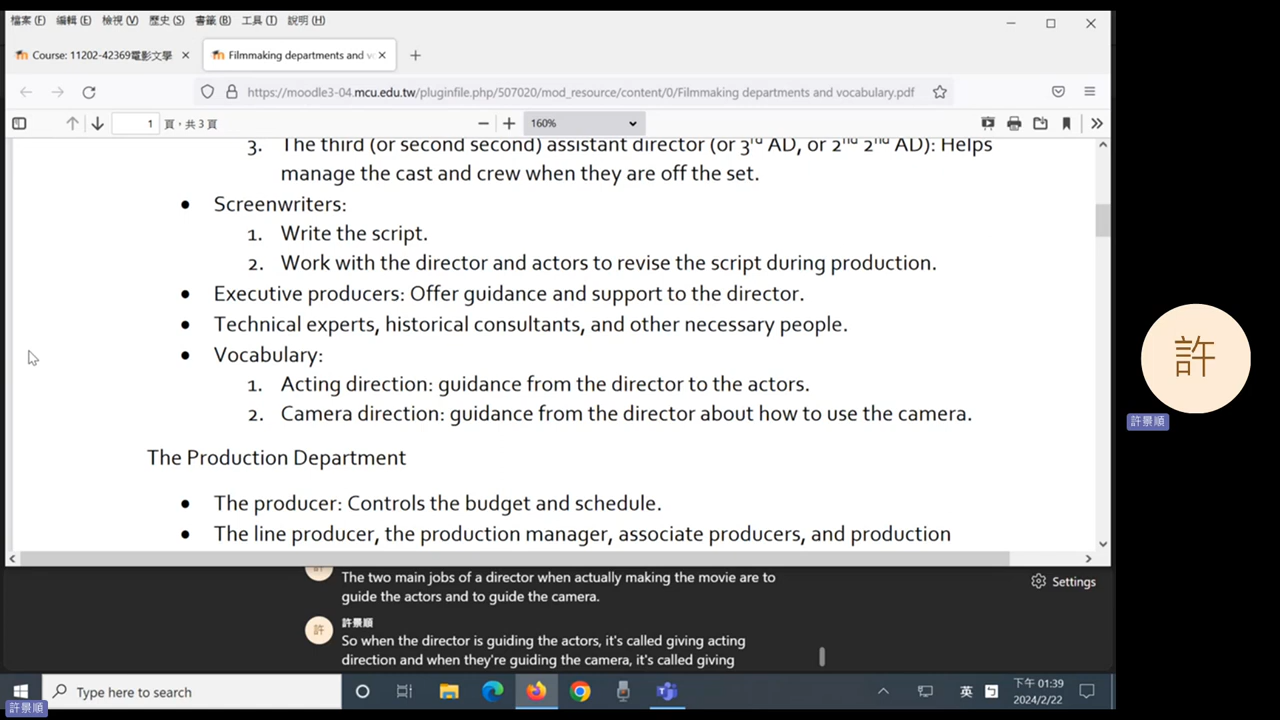 檔案(F) 編輯(E) 檢視(V) 歷史(S) 書籤(B) 工具(T) 說明(H)
Course: 11202-42369電影文學
Filmmaking departments and v
https://moodle3-04.mcu.edu.tw/pluginfile.php/507020/mod_resource/content/0/Filmmaking departments and vocabulary.pdf
1 頁，共 3 頁
160%
3. The third (or second second) assistant director (or 3rd AD, or 2nd 2nd AD): Helps
manage the cast and crew when they are off the set.
• Screenwriters:
1. Write the script.
2. Work with the director and actors to revise the script during production.
• Executive producers: Offer guidance and support to the director.
• Technical experts, historical consultants, and other necessary people.
• Vocabulary:
1. Acting direction: guidance from the director to the actors.
2. Camera direction: guidance from the director about how to use the camera.
The Production Department
• The producer: Controls the budget and schedule.
• The line producer, the production manager, associate producers, and production
許
許景順
許
The two main jobs of a director when actually making the movie are to
guide the actors and to guide the camera.
Settings
許
許景順
So when the director is guiding the actors, it's called giving acting
direction and when they're guiding the camera, it's called giving
Type here to search
英
下午 01:39
2024/2/22
許景順